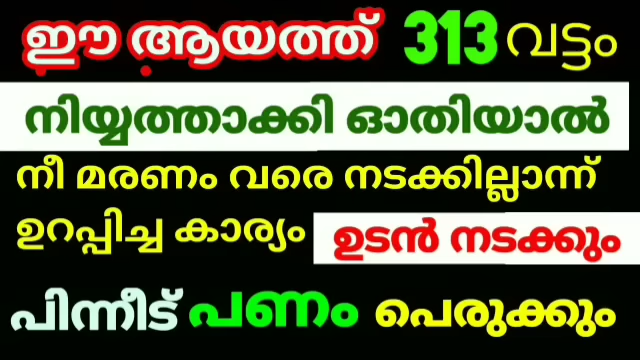 ഈ ആയത്ത് 313 വട്ടം
നിയ്യത്താക്കി ഓതിയാൽ
നീ മരണം വരെ നടക്കില്ലാന്ന്
ഉറപ്പിച്ച കാര്യം ഉടൻ നടക്കും
പിന്നീട് പണം പെരുക്കും